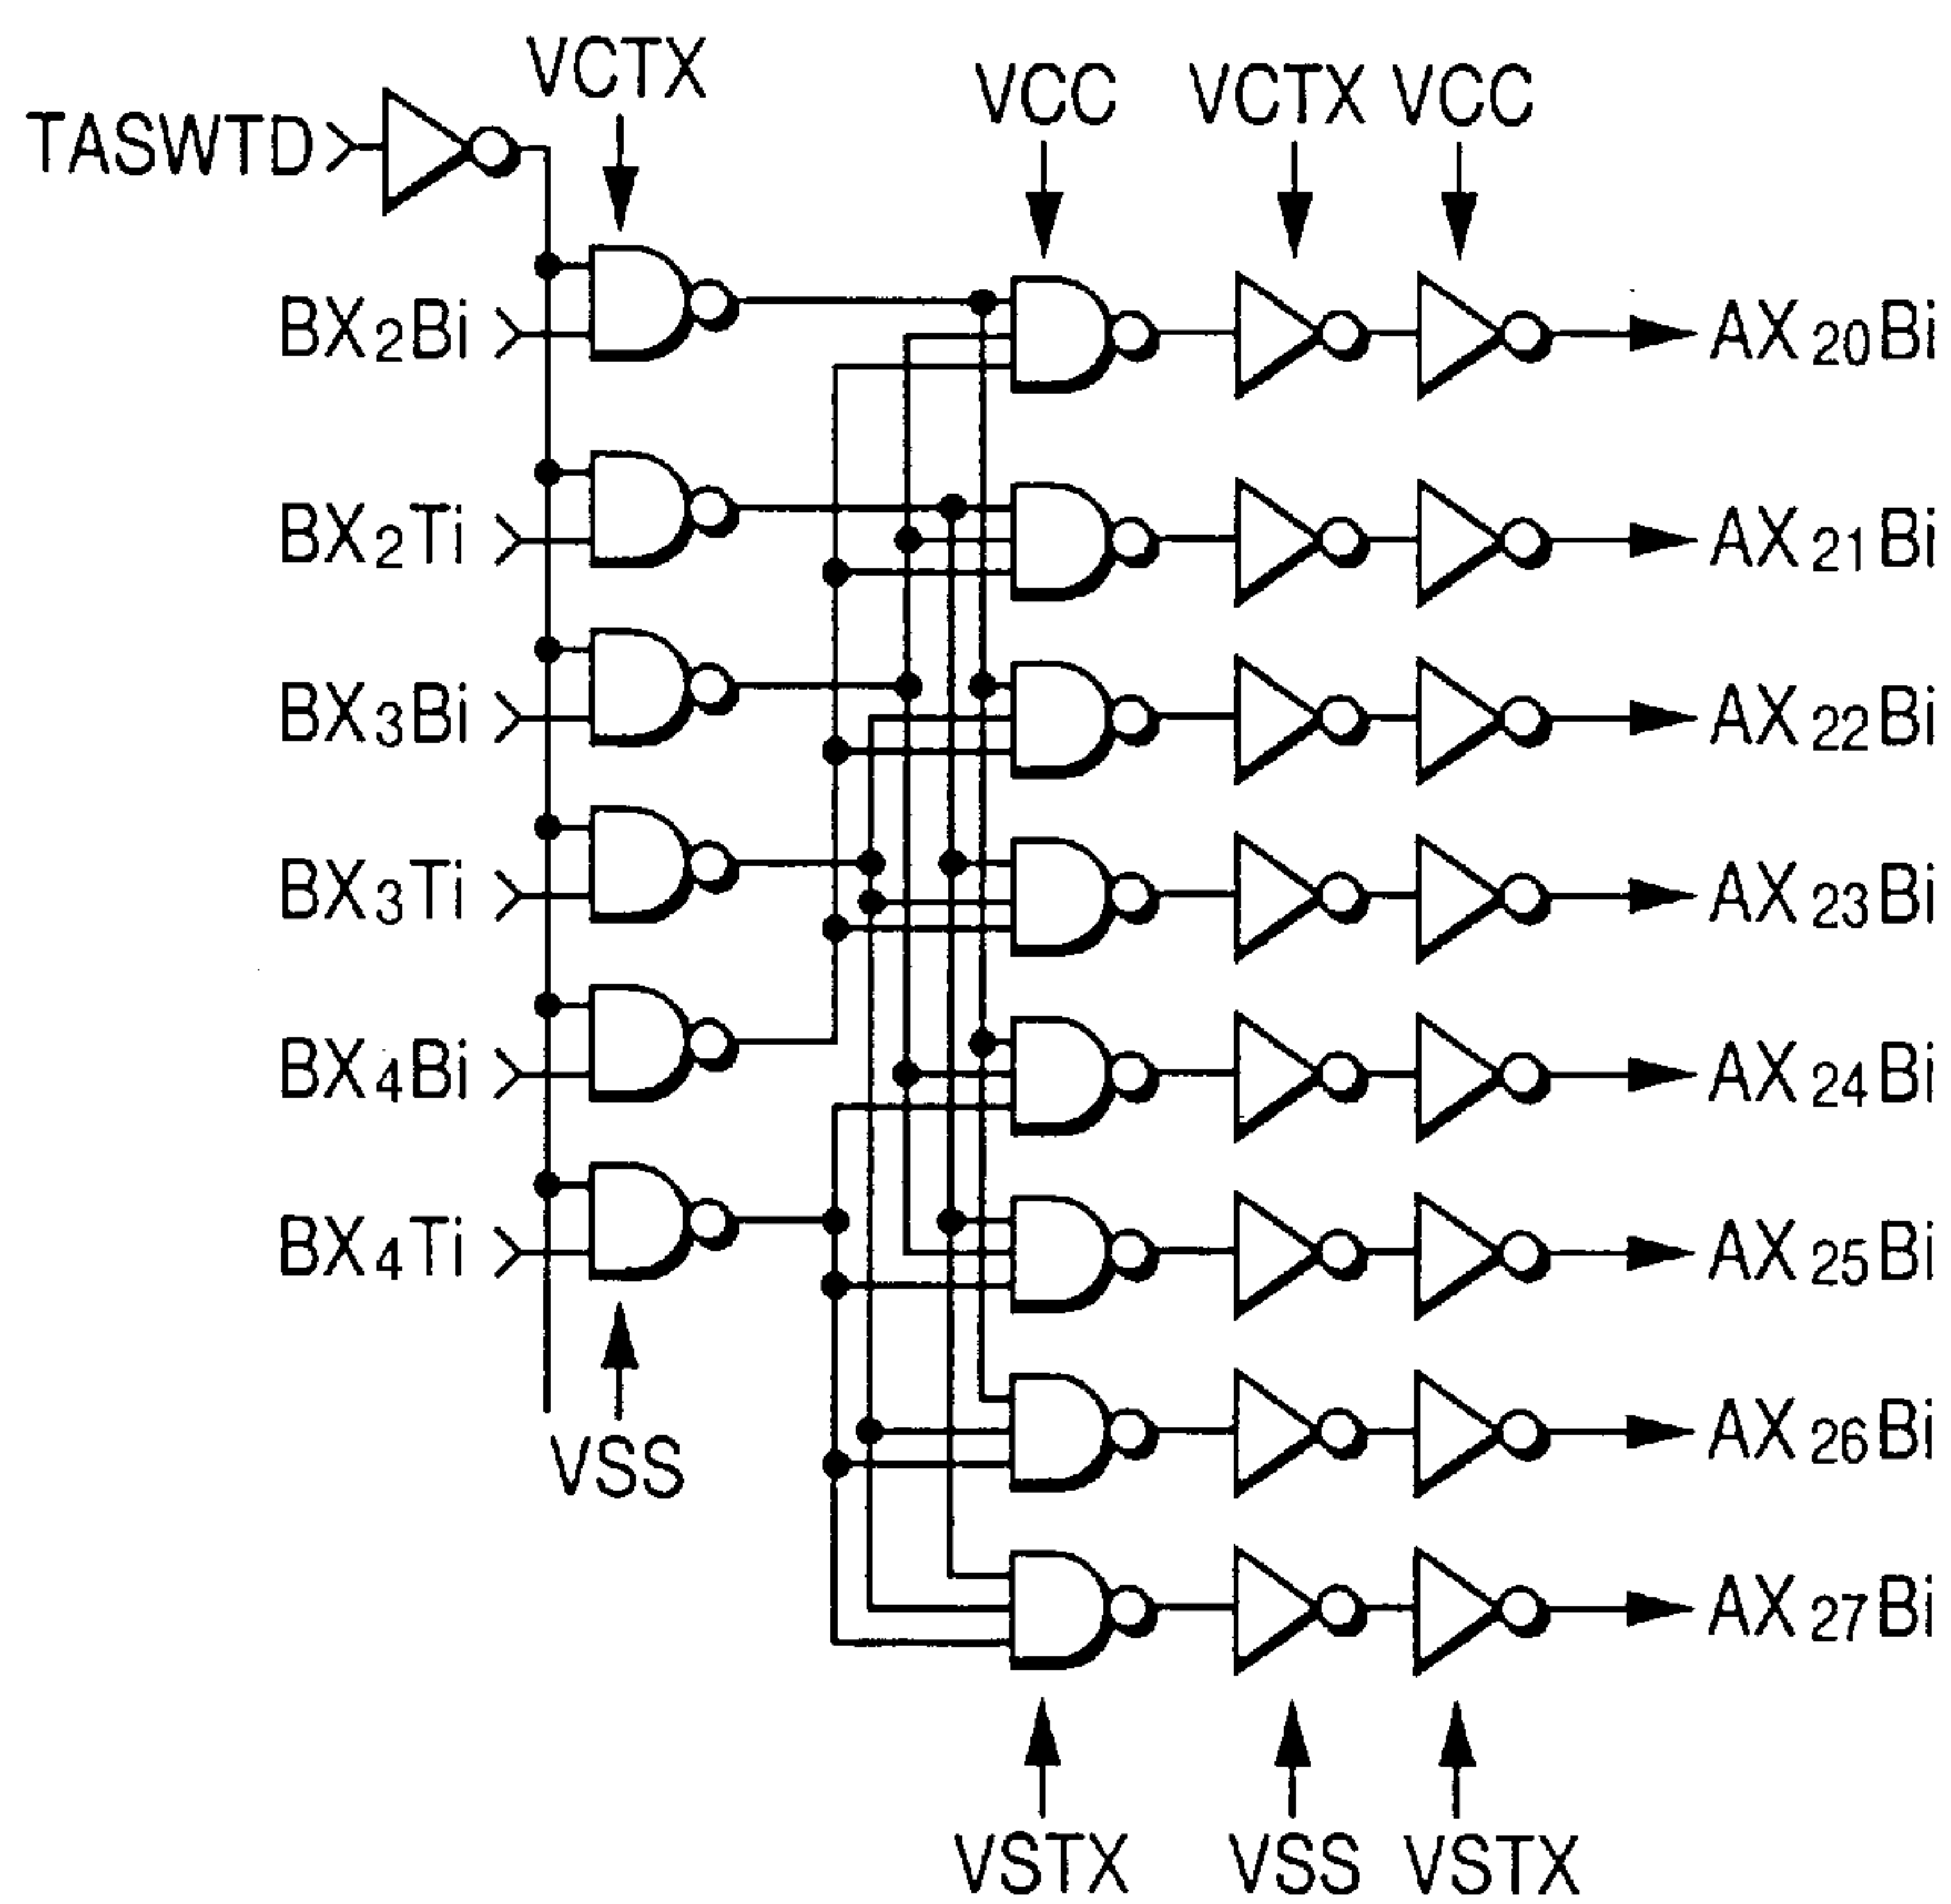 VCTX
VCC VCTX VCC
TASWTD
BX2Bi AX20Bi
BX2Ti AX21Bi
BX3Bi AX22Bi
BX3Ti AX23Bi
BX4Bi AX24Bi
BX4Ti AX25Bi
VSS AX26Bi
AX27Bi
VSTX VSS VSTX